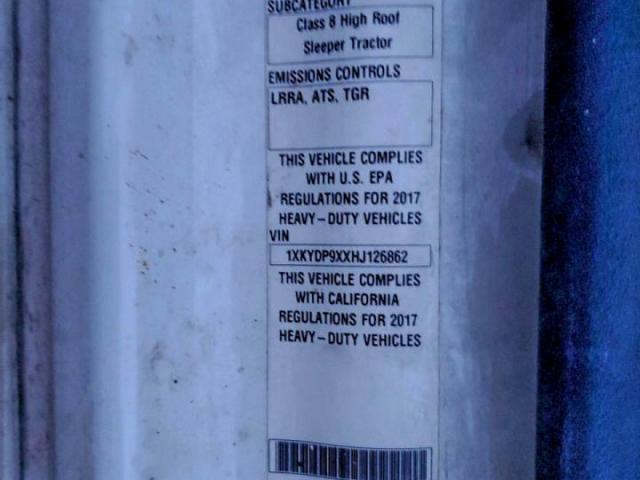 SUBCATEGORY
Class 8 High Roof
Sleeper Tractor
EMISSIONS CONTROLS
LRRA, ATS, TGR
THIS VEHICLE COMPLIES
WITH U.S. EPA
REGULATIONS FOR 2017
HEAVY-DUTY VEHICLES
VIN
1XKYDP9XXHJ126862
THIS VEHICLE COMPLIES
WITH CALIFORNIA
REGULATIONS FOR 2017
HEAVY-DUTY VEHICLES